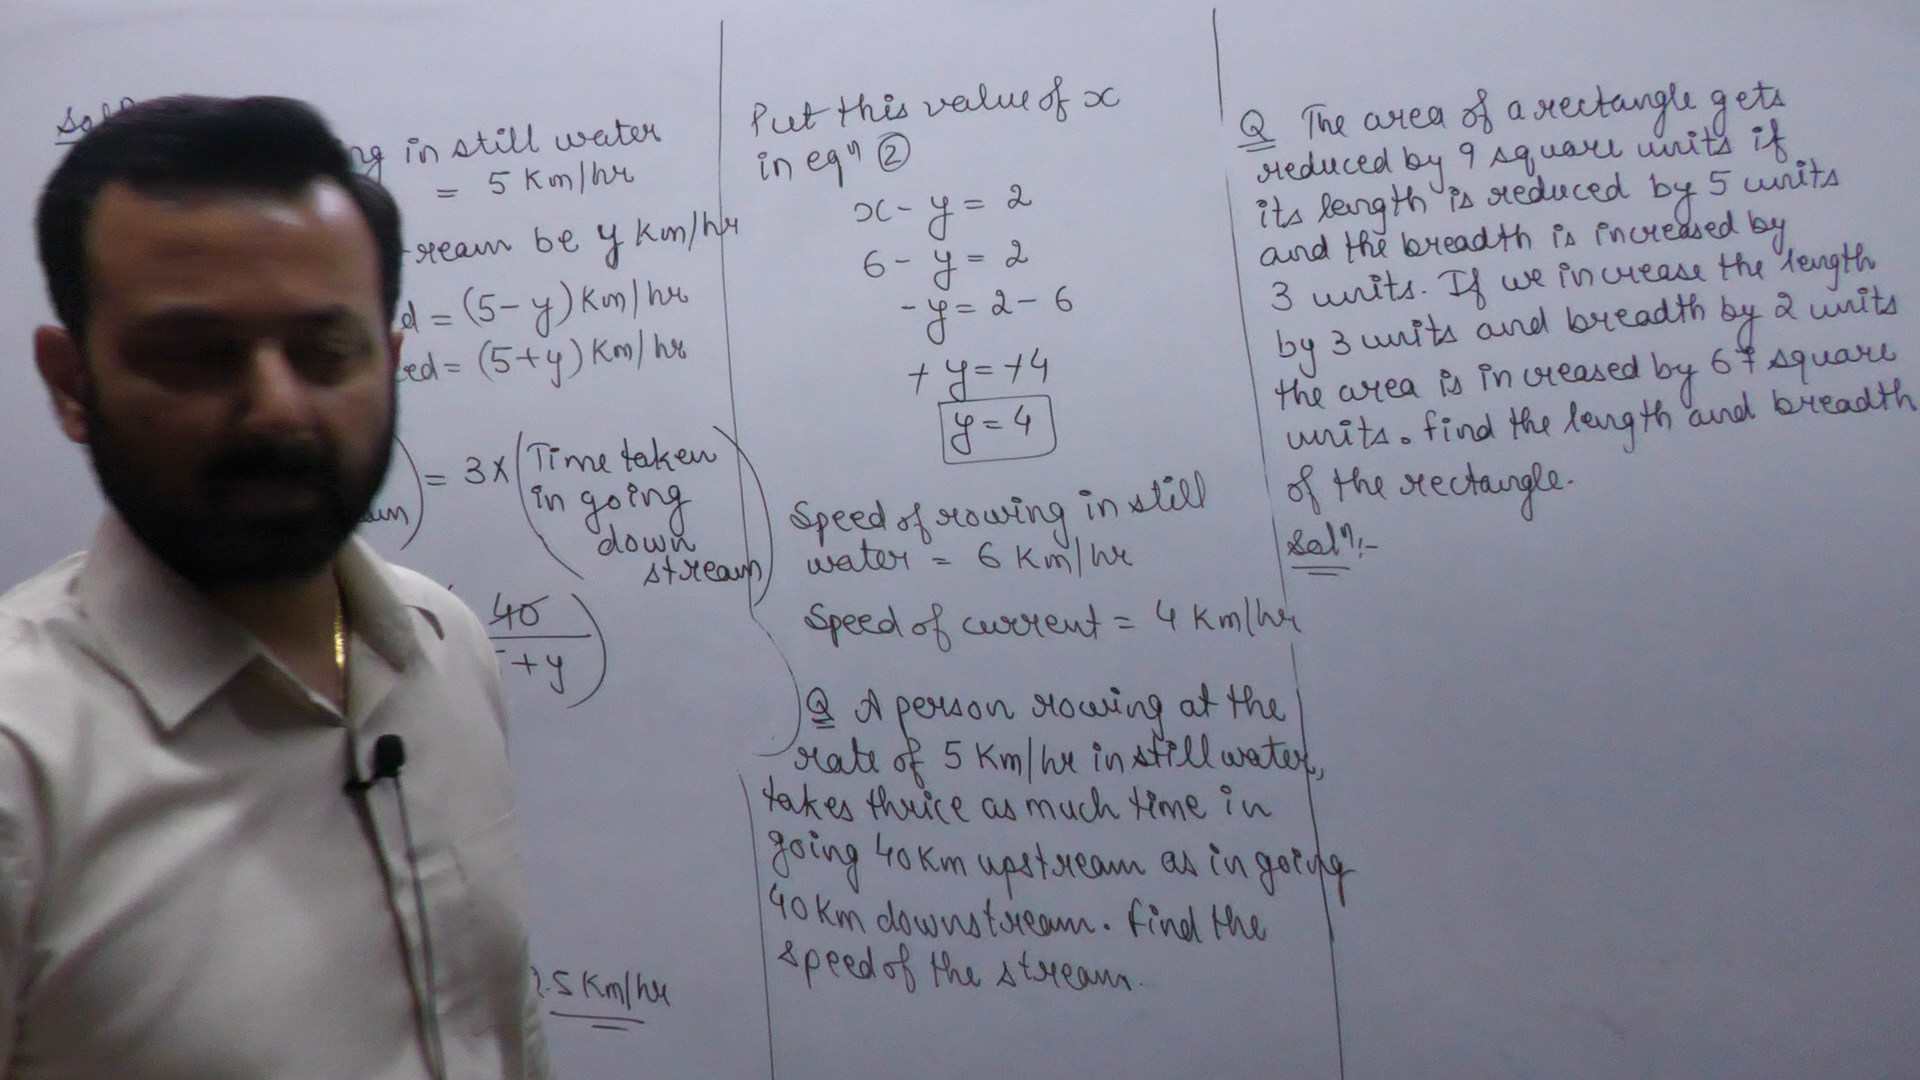 Sol
ng in still water
= 5 Km/hr
ream be y Km/hr
d = (5-y) Km/hr
ed = (5+y) Km/hr
) = 3 x (Time taken
in going
down
stream)
40
+y
.5 Km/hr
Put this value of x
in eqn ②
x - y = 2
6 - y = 2
-y = 2 - 6
+y = +4
y = 4
Speed of rowing in still
water = 6 Km/hr
Speed of current = 4 Km/hr
Q A person rowing at the
rate of 5 Km/hr in still water,
takes thrice as much time in
going 40 Km upstream as in going
40 Km downstream. Find the
speed of the stream.
Q The area of a rectangle gets
reduced by 9 square units if
its length is reduced by 5 units
and the breadth is increased by
3 units. If we increase the length
by 3 units and breadth by 2 units
the area is increased by 67 square
units. find the length and breadth
of the rectangle.
Soln:-